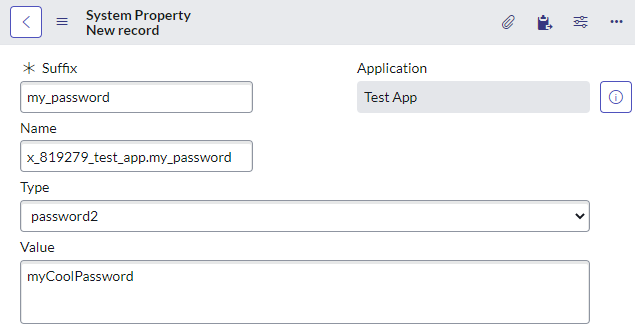 System Property
New record
Suffix
Application
my_password
Test App
Name
x_819279_test_app.my_password
Type
password2
Value
myCoolPassword